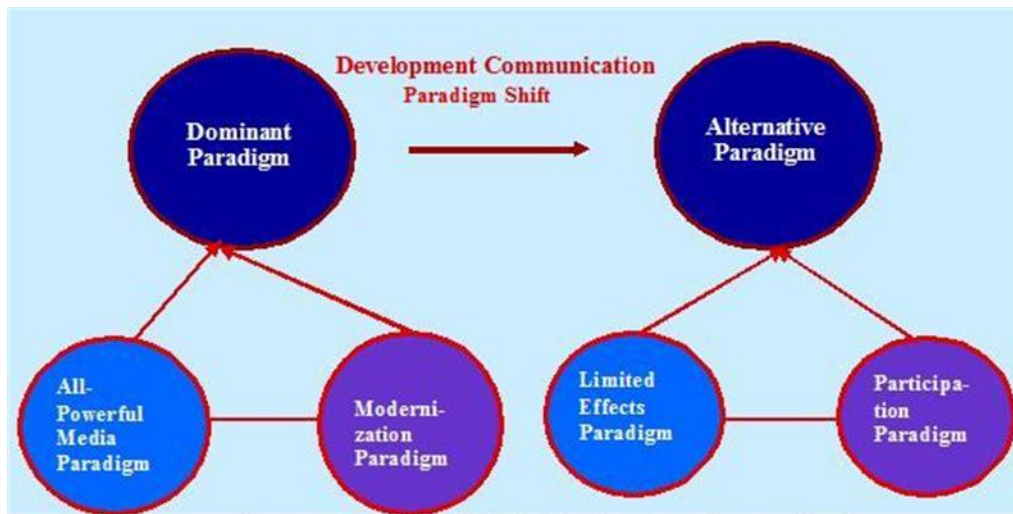 Development Communication
Paradigm Shift
Dominant
Paradigm
Alternative
Paradigm
All-
Powerful
Media
Paradigm
Moderni-
zation
Paradigm
Limited
Effects
Paradigm
Participa-
tion
Paradigm